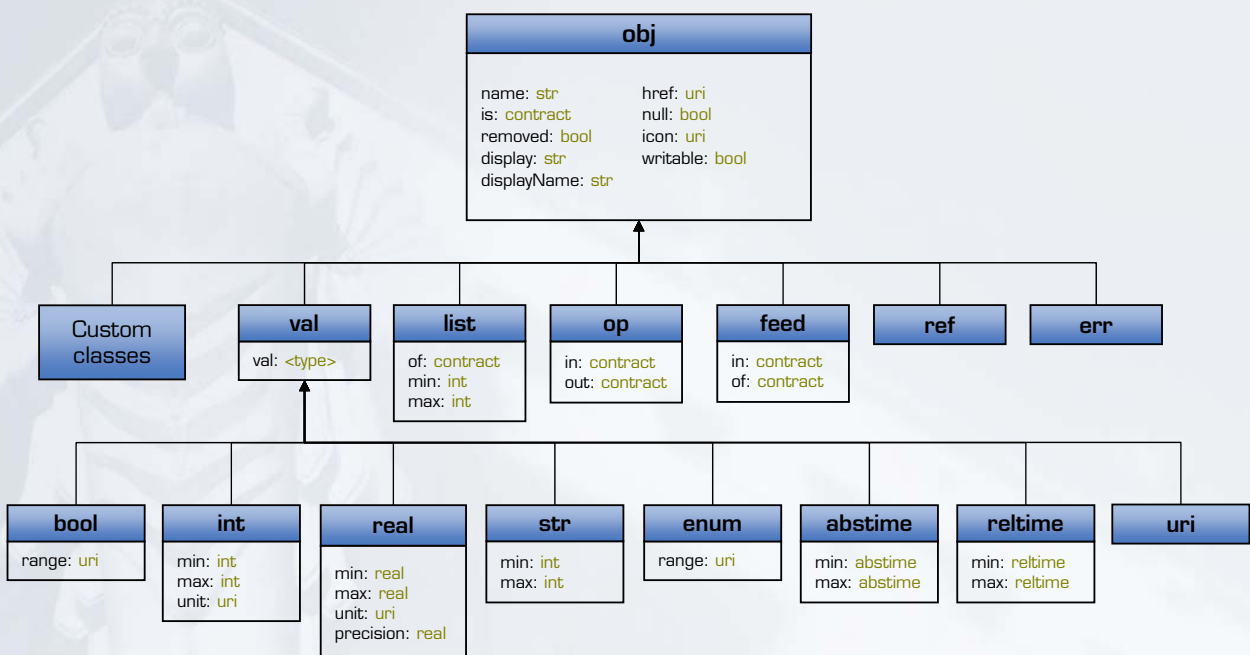 obj
name: str
is: contract
removed: bool
display: str
displayName: str
href: uri
null: bool
icon: uri
writable: bool
Custom
classes
val
val: <type>
list
of: contract
min: int
max: int
op
in: contract
out: contract
feed
in: contract
of: contract
ref
err
bool
range: uri
int
min: int
max: int
unit: uri
real
min: real
max: real
unit: uri
precision: real
str
min: int
max: int
enum
range: uri
abstime
min: abstime
max: abstime
reltime
min: reltime
max: reltime
uri